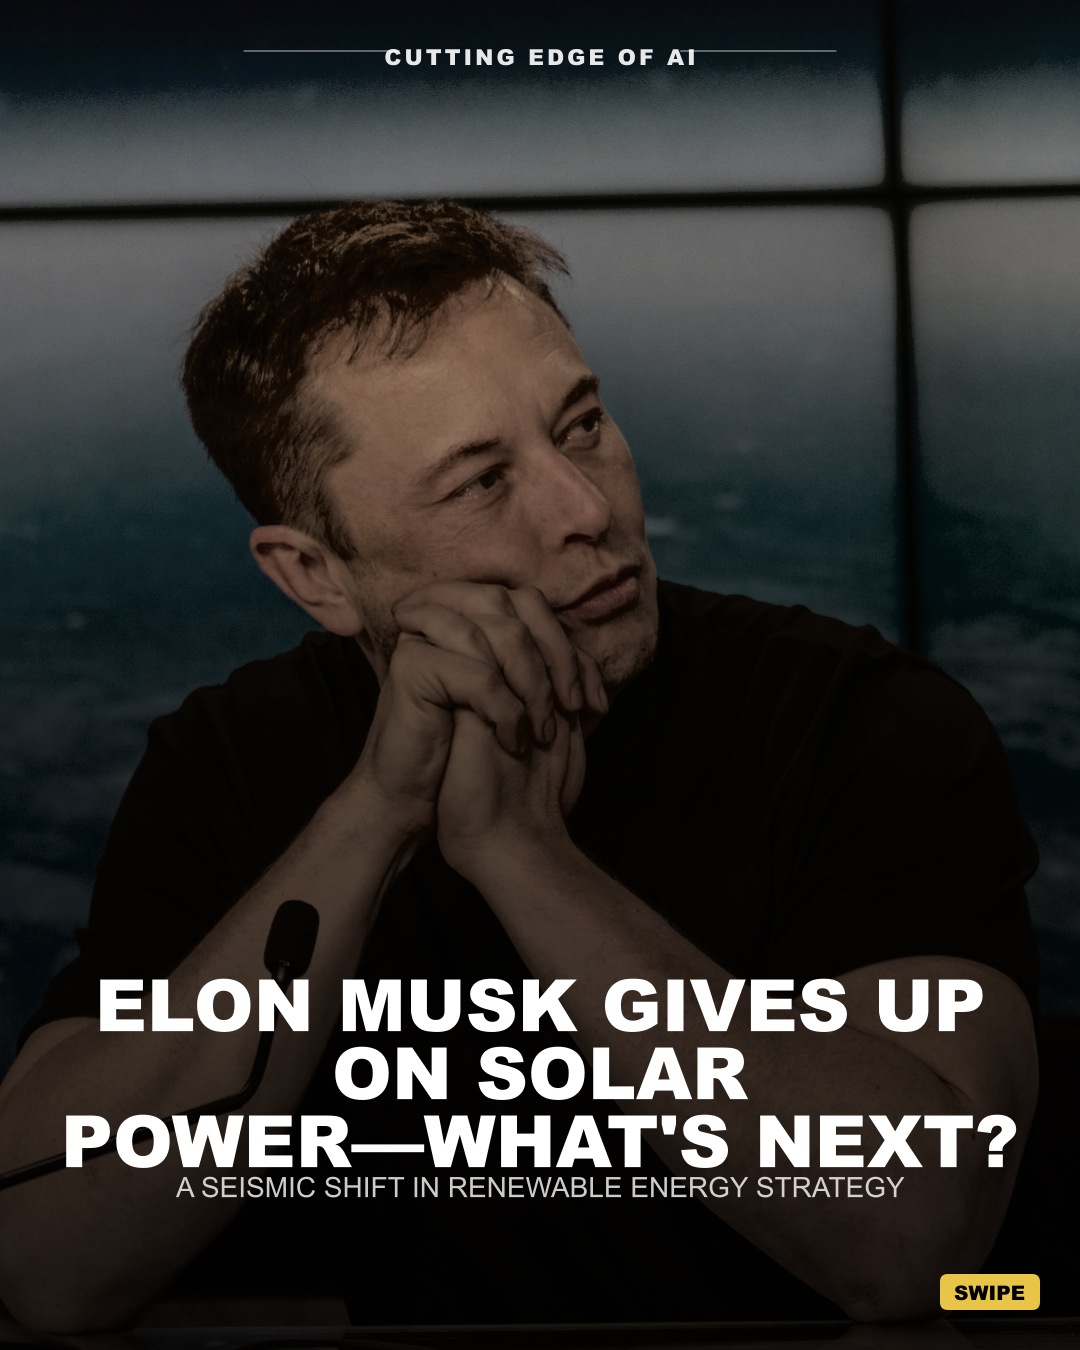 CUTTING EDGE OF AI
ELON MUSK GIVES UP
ON SOLAR
POWER—WHAT'S NEXT?
A SEISMIC SHIFT IN RENEWABLE ENERGY STRATEGY
SWIPE